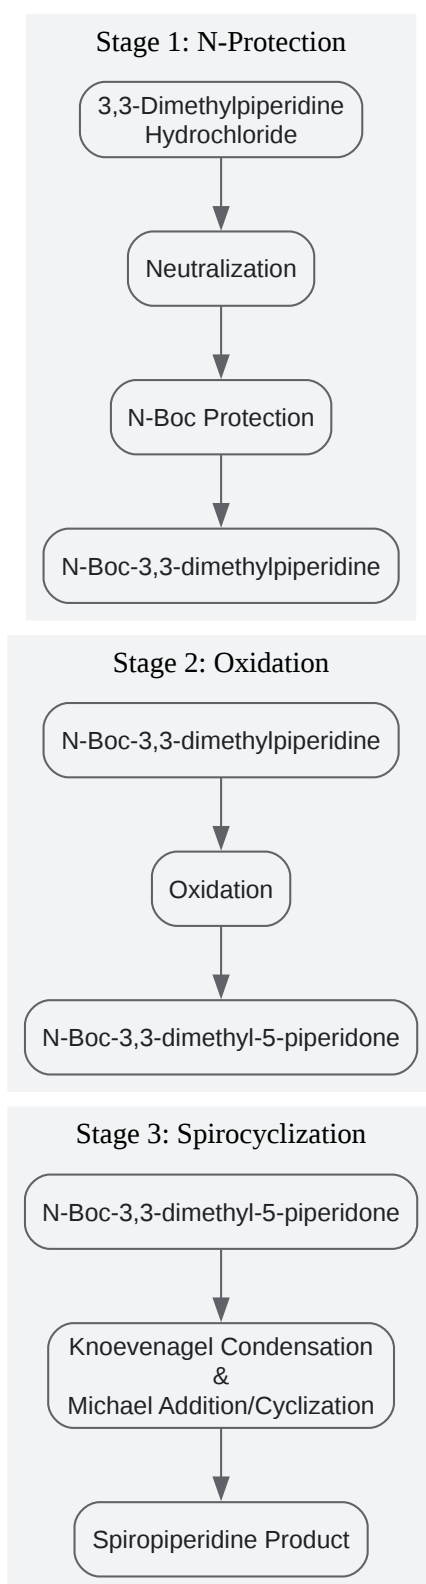 Stage 1: N-Protection
3,3-Dimethylpiperidine
Hydrochloride
Neutralization
N-Boc Protection
N-Boc-3,3-dimethylpiperidine
Stage 2: Oxidation
N-Boc-3,3-dimethylpiperidine
Oxidation
N-Boc-3,3-dimethyl-5-piperidone
Stage 3: Spirocyclization
N-Boc-3,3-dimethyl-5-piperidone
Knoevenagel Condensation
&
Michael Addition/Cyclization
Spiropiperidine Product